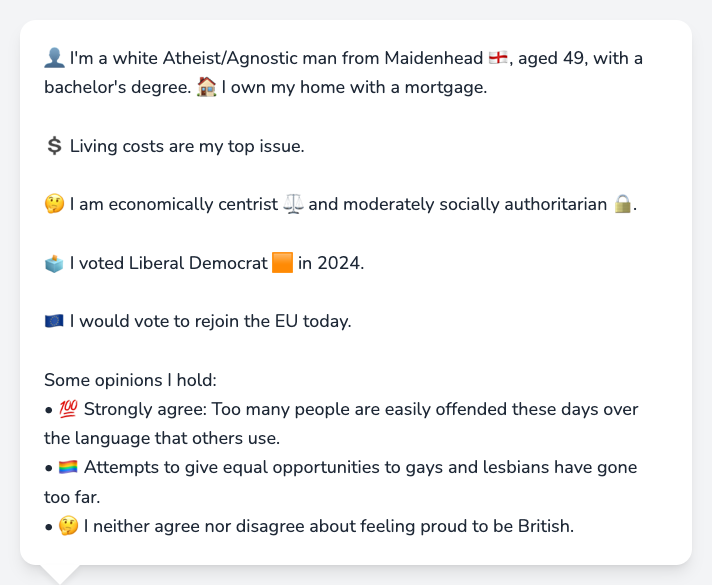 👤 I'm a white Atheist/Agnostic man from Maidenhead 🏴󠁧󠁢󠁥󠁮󠁧󠁿, aged 49, with a
bachelor's degree. 🏠 I own my home with a mortgage.
💲 Living costs are my top issue.
🤔 I am economically centrist ⚖️ and moderately socially authoritarian 🔒.
🗳️ I voted Liberal Democrat 🟧 in 2024.
🇪🇺 I would vote to rejoin the EU today.
Some opinions I hold:
• 💯 Strongly agree: Too many people are easily offended these days over
the language that others use.
• 🏳️‍🌈 Attempts to give equal opportunities to gays and lesbians have gone
too far.
• 🤔 I neither agree nor disagree about feeling proud to be British.